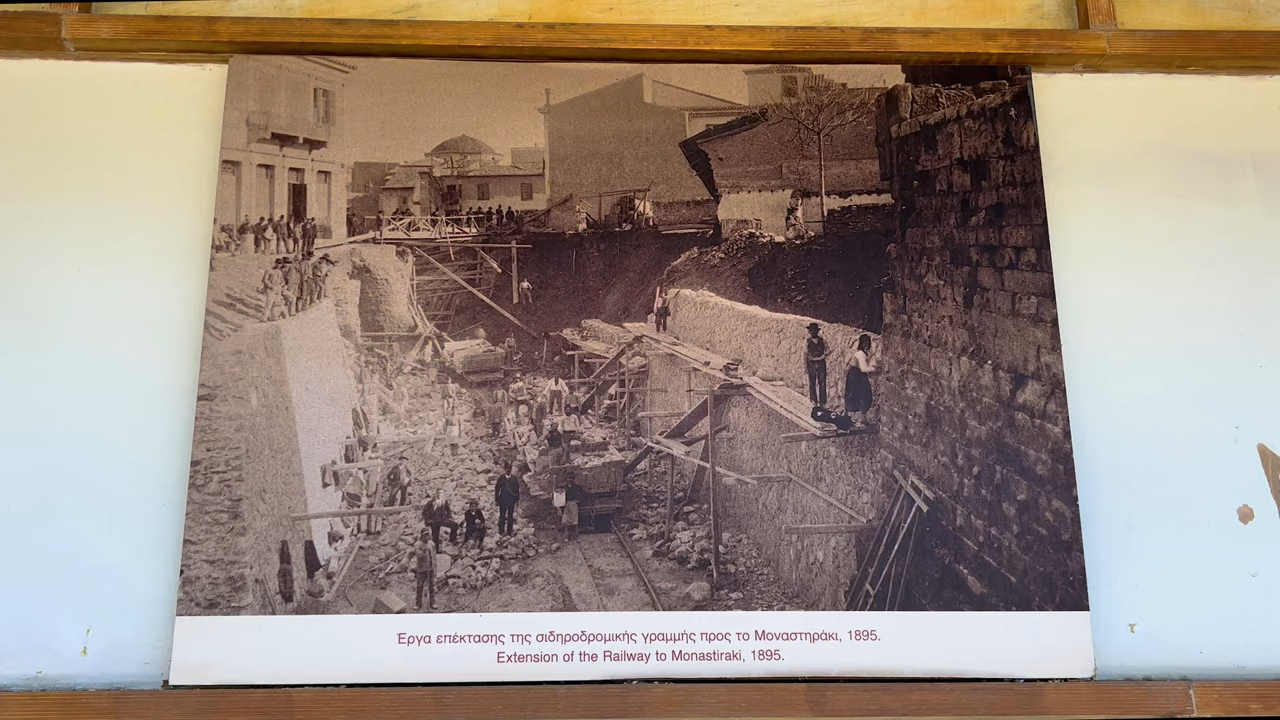 Έργα επέκτασης της σιδηροδρομικής γραμμής προς το Μοναστηράκι, 1895.
Extension of the Railway to Monastiraki, 1895.